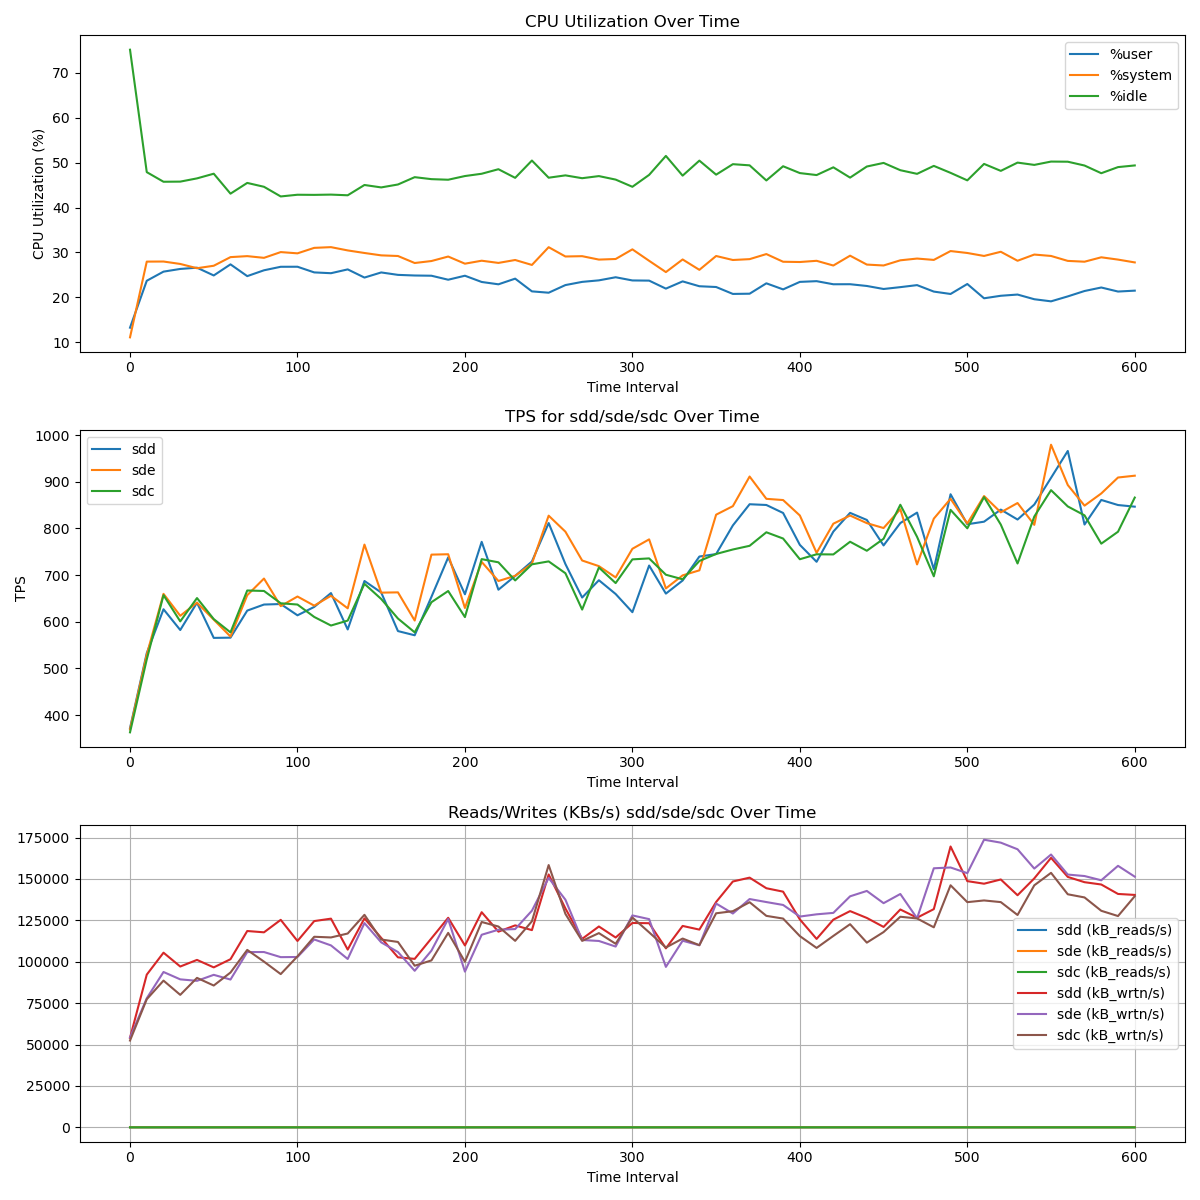 CPU Utilization Over Time
%user
%system
%idle
CPU Utilization (%)
70
60
50
40
30
20
10
0 100 200 300 400 500 600
Time Interval
TPS for sdd/sde/sdc Over Time
sdd
sde
sdc
TPS
1000
900
800
700
600
500
400
0 100 200 300 400 500 600
Time Interval
Reads/Writes (KBs/s) sdd/sde/sdc Over Time
175000
150000
125000
100000
75000
50000
25000
0
sdd (kB_reads/s)
sde (kB_reads/s)
sdc (kB_reads/s)
sdd (kB_wrtn/s)
sde (kB_wrtn/s)
sdc (kB_wrtn/s)
0 100 200 300 400 500 600
Time Interval